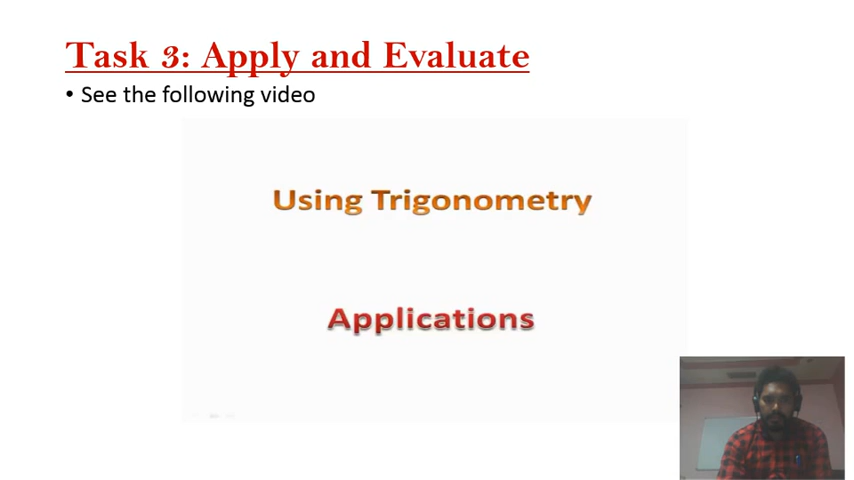 Task 3: Apply and Evaluate
• See the following video
Using Trigonometry
Applications